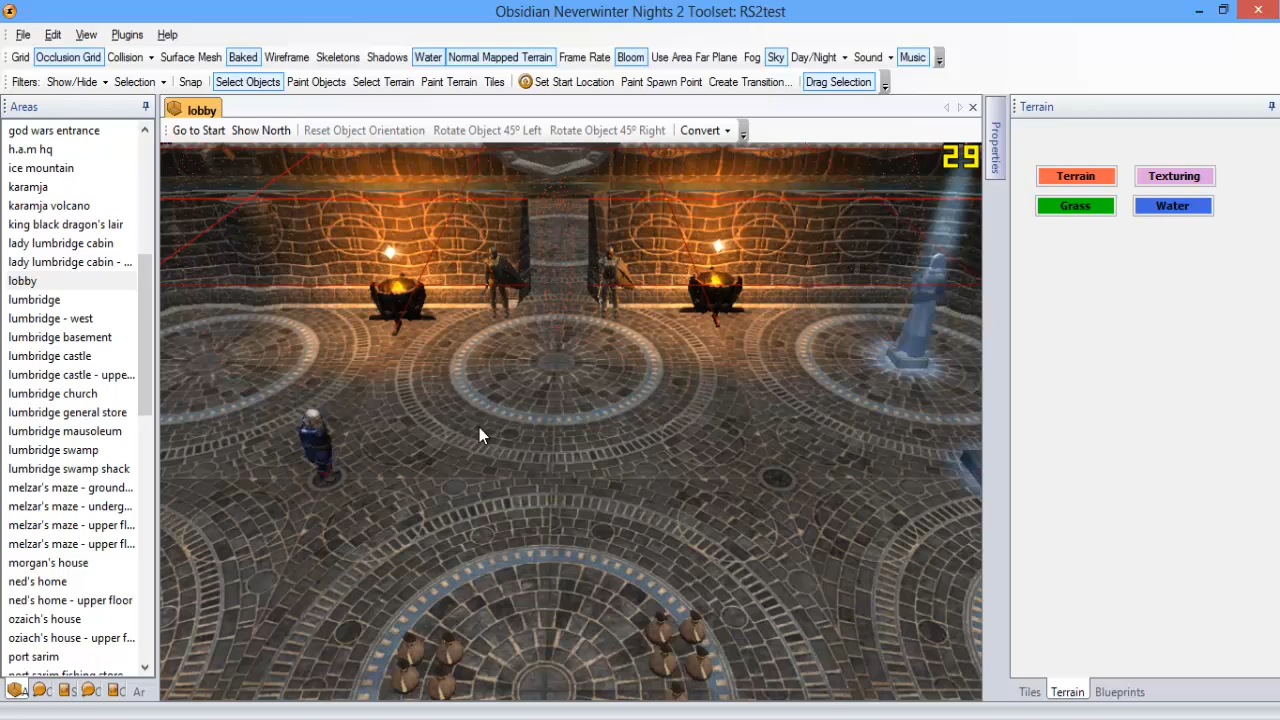 Obsidian Neverwinter Nights 2 Toolset: RS2test
File Edit View Plugins Help
Grid Occlusion Grid Collision Surface Mesh Baked Wireframe Skeletons Shadows Water Normal Mapped Terrain Frame Rate Bloom Use Area Far Plane Fog Sky Day/Night Sound Music
Filters: Show/Hide Selection Snap Select Objects Paint Objects Select Terrain Paint Terrain Tiles Set Start Location Paint Spawn Point Create Transition... Drag Selection
Areas
god wars entrance
h.a.m hq
ice mountain
karamja
karamja volcano
king black dragon's lair
lady lumbridge cabin
lady lumbridge cabin - ...
lobby
lumbridge
lumbridge - west
lumbridge basement
lumbridge castle
lumbridge castle - uppe...
lumbridge church
lumbridge general store
lumbridge mausoleum
lumbridge swamp
lumbridge swamp shack
melzar's maze - ground...
melzar's maze - underg...
melzar's maze - upper fl...
melzar's maze - upper fl...
morgan's house
ned's home
ned's home - upper floor
oziach's house
oziach's house - upper f...
port sarim
port sarim fishing store
A C S C C Ar
lobby
Go to Start Show North Reset Object Orientation Rotate Object 45º Left Rotate Object 45º Right Convert
29
Properties
Terrain
Terrain Texturing
Grass Water
Tiles Terrain Blueprints